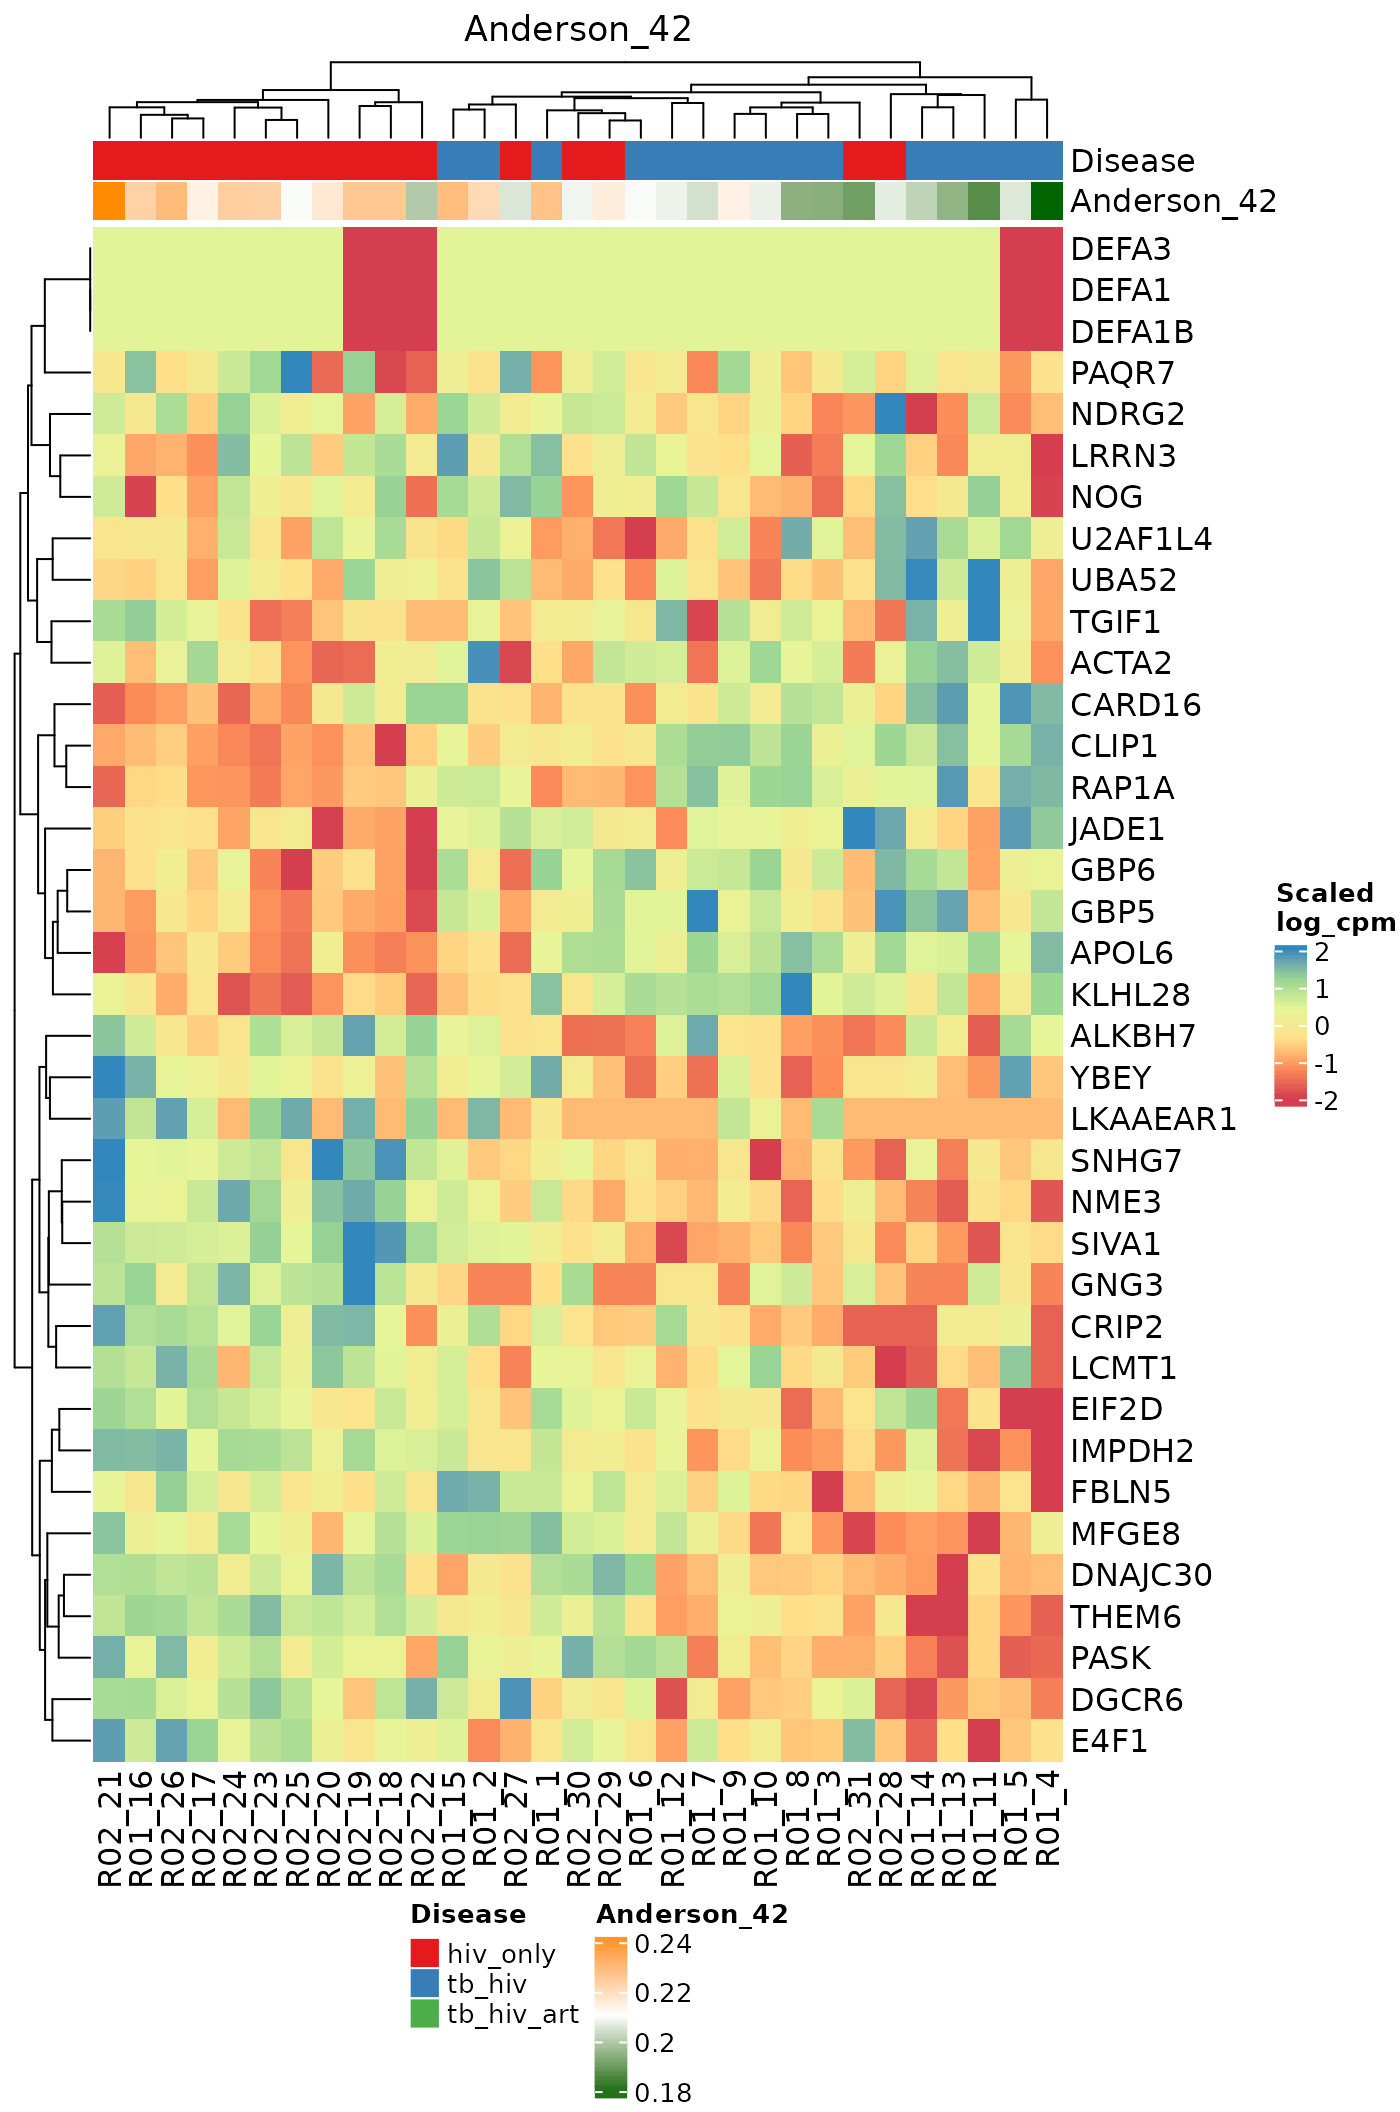 Anderson_42
Disease
Anderson_42
DEFA3
DEFA1
DEFA1B
PAQR7
NDRG2
LRRN3
NOG
U2AF1L4
UBA52
TGIF1
ACTA2
CARD16
CLIP1
RAP1A
JADE1
GBP6
GBP5
APOL6
KLHL28
ALKBH7
YBEY
LKAAEAR1
SNHG7
NME3
SIVA1
GNG3
CRIP2
LCMT1
EIF2D
IMPDH2
FBLN5
MFGE8
DNAJC30
THEM6
PASK
DGCR6
E4F1
Scaled
log_cpm
2
1
0
-1
-2
R02_21
R01_16
R02_26
R02_17
R02_24
R02_23
R02_25
R02_20
R02_19
R02_18
R02_22
R01_15
R01_2
R02_27
R01_1
R02_30
R02_29
R01_6
R01_12
R01_7
R01_9
R01_10
R01_8
R01_3
R02_31
R02_28
R01_14
R01_13
R01_11
R01_5
R01_4
Disease
hiv_only
tb_hiv
tb_hiv_art
Anderson_42
0.24
0.22
0.2
0.18